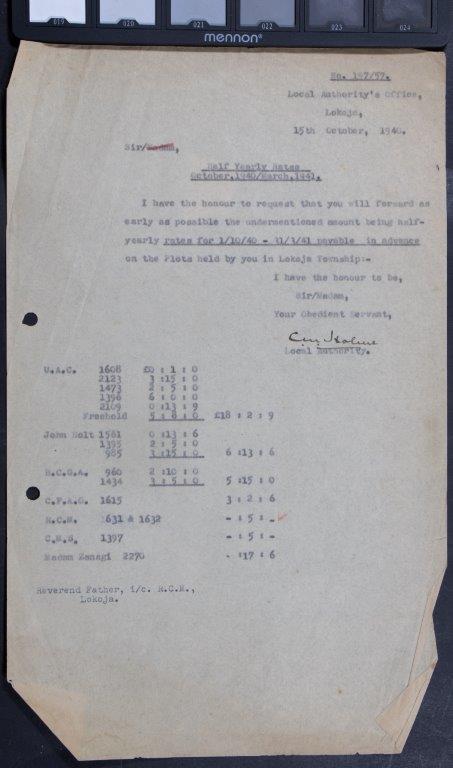 019 020 021 022 023 024
mennon®
No. 197/57.
Local Authority's Office,
Lokoja,
15th October, 1940.
Sir/Madam,
Half Yearly Rates
October,1940/March,1941.
I have the honour to request that you will forward as
early as possible the undermentioned amount being half-
yearly rates for 1/10/40 - 31/3/41 payable in advance
on the Plots held by you in Lokoja Township:-
I have the honour to be,
Sir/Madam,
Your Obedient Servant,
Local Authority.
U.A.C. 1608 £0 : 1 : 0
2123 3 :15 : 0
1473 2 : 5 : 0
1396 6 : 0 : 0
2109 0 :13 : 9
Freehold 5 : 8 : 0 £18 : 2 : 9
John Holt 1581 0 :13 : 6
1395 2 : 5 : 0
985 3 :15 : 0 6 :13 : 6
B.C.G.A. 960 2 :10 : 0
1434 3 : 5 : 0 5 :15 : 0
C.F.A.O. 1615 3 : 2 : 6
R.C.M. 1631 & 1632 - : 5 : -
C.M.S. 1397 - : 5 : -
Madam Zanagi 2270 - :17 : 6
Reverend Father, i/c. R.C.M.,
Lokoja.